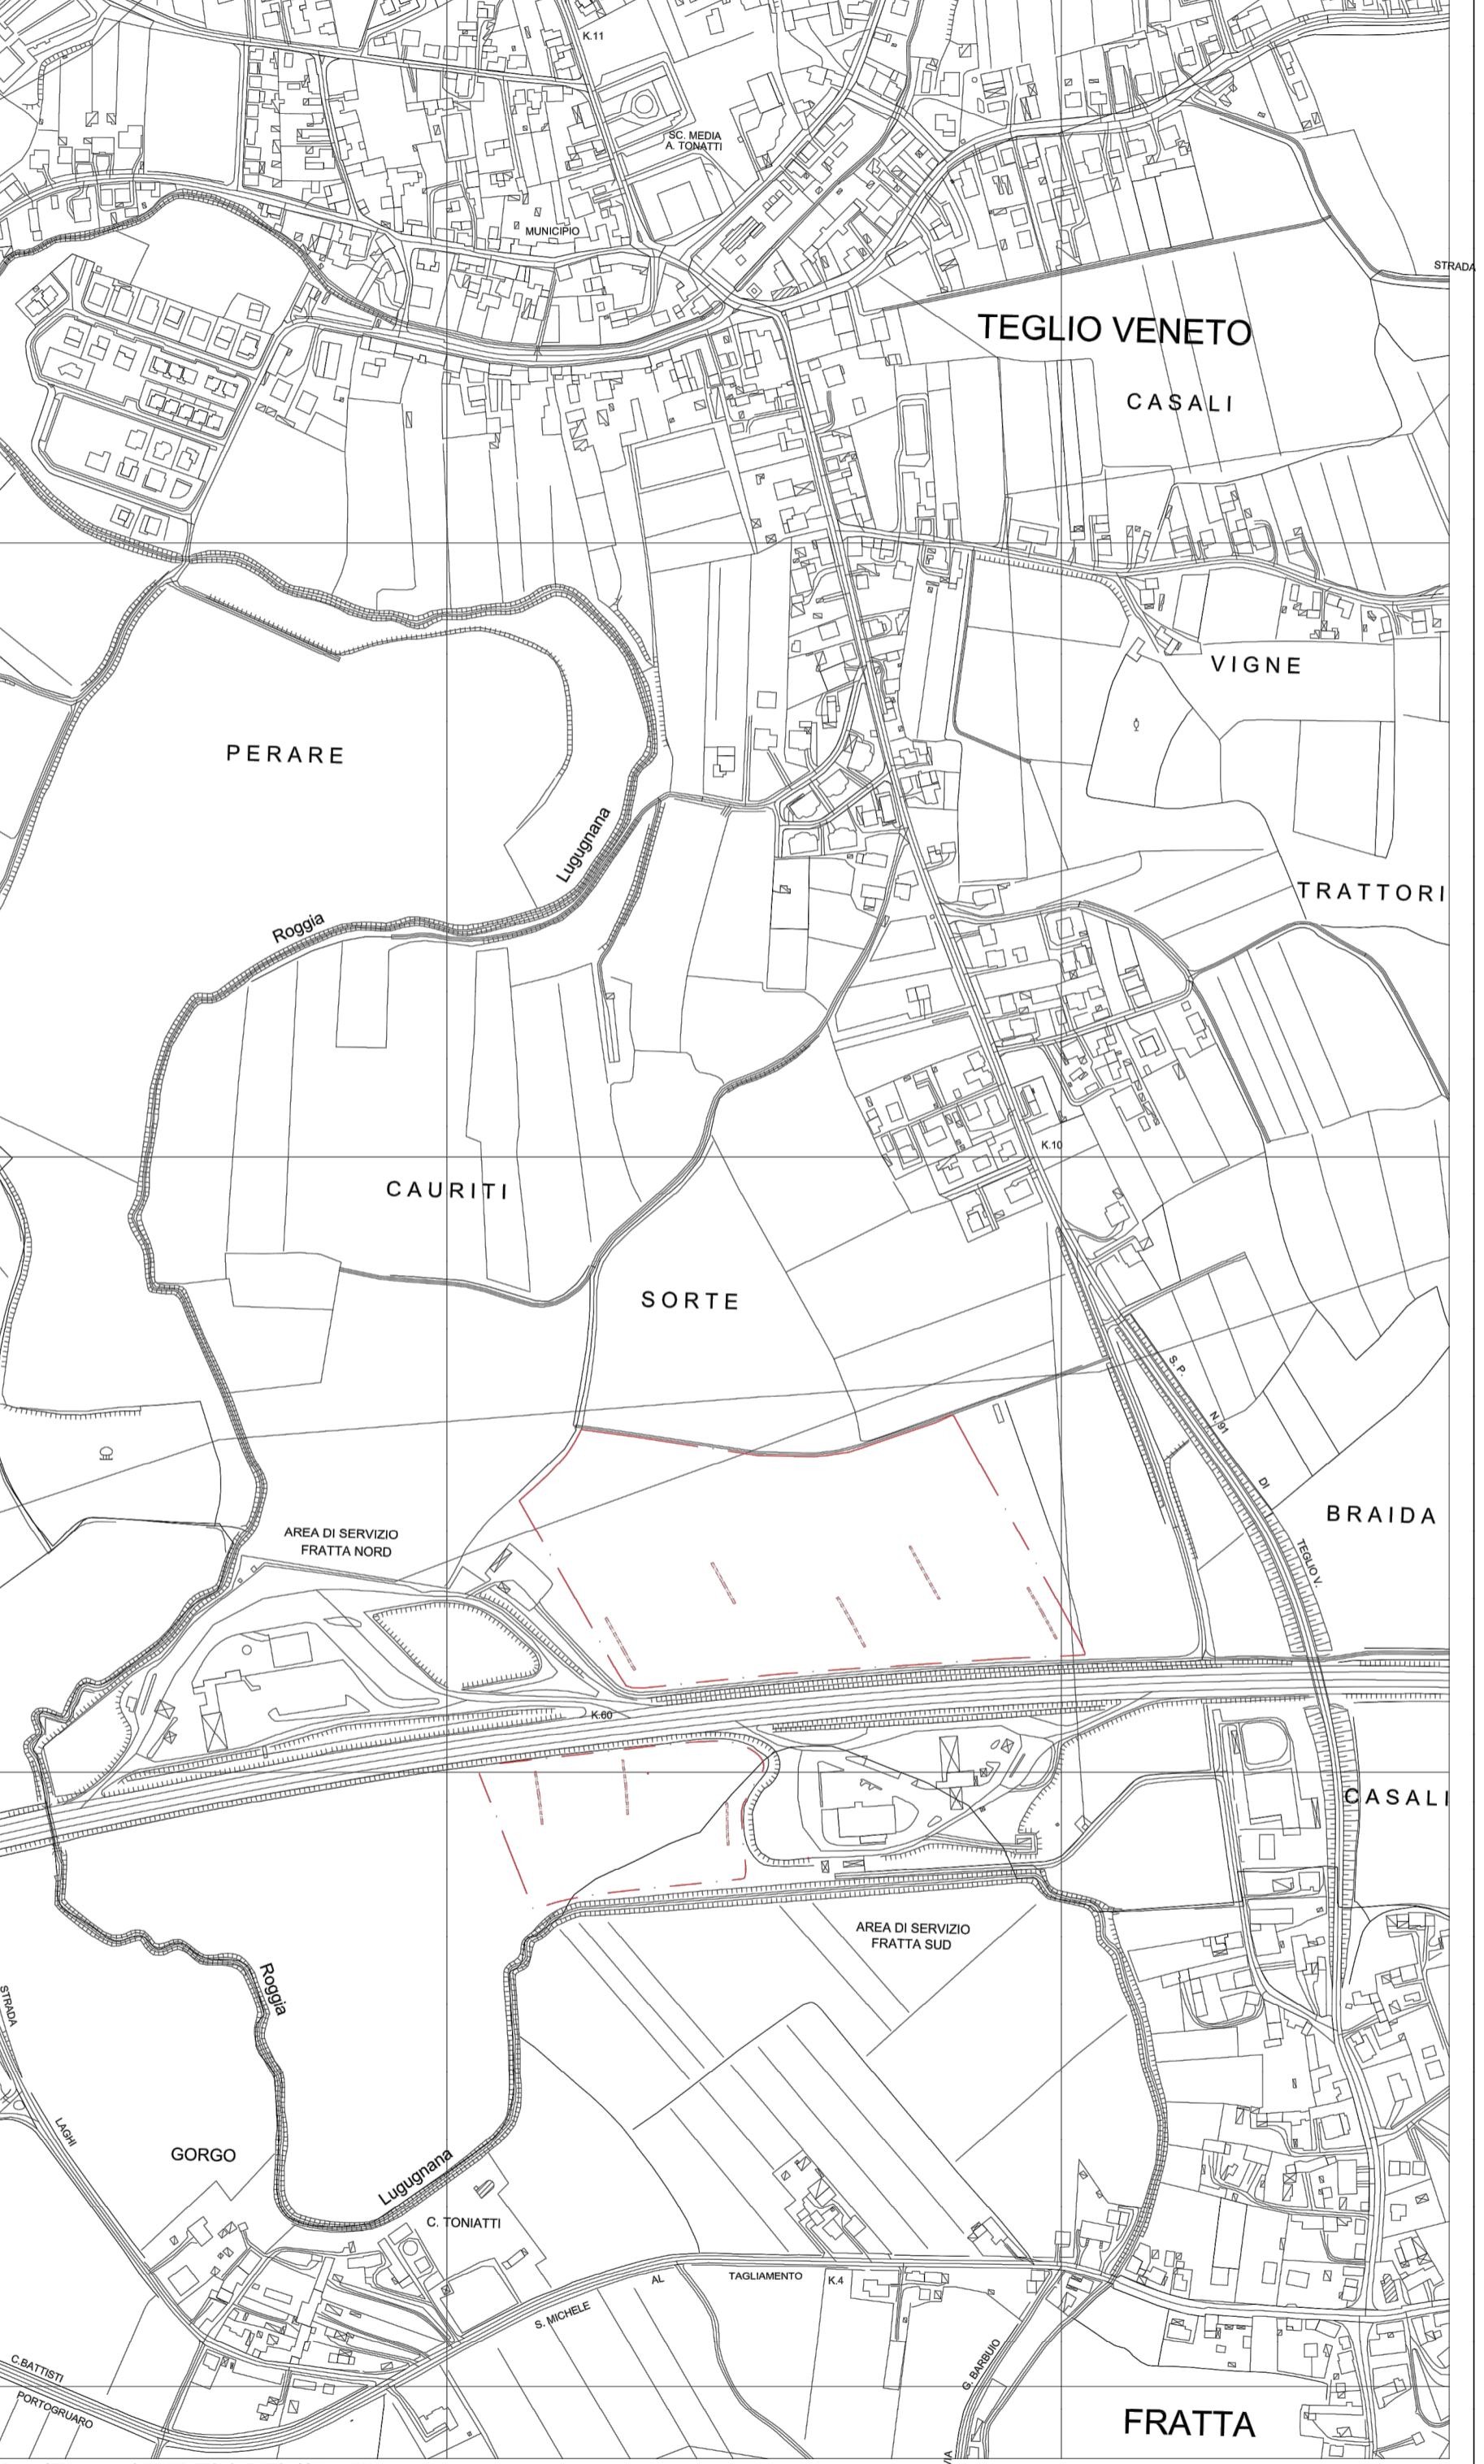 K.11
SC. MEDIA
A. TONATTI
MUNICIPIO
STRADA
TEGLIO VENETO
CASALI
VIGNE
PERARE
Lugugnana
TRATTORI
Roggia
K.10
CAURITI
SORTE
S. P.
N. 91
DI
TEGLIO V.
BRAIDA
AREA DI SERVIZIO
FRATTA NORD
K.60
CASALI
AREA DI SERVIZIO
FRATTA SUD
Roggia
STRADA
LAGHI
GORGO
Lugugnana
C. TONIATTI
AL
TAGLIAMENTO
K.4
S. MICHELE
G. BARBUIO
C.BATTISTI
PORTOGRUARO
FRATTA
VIA